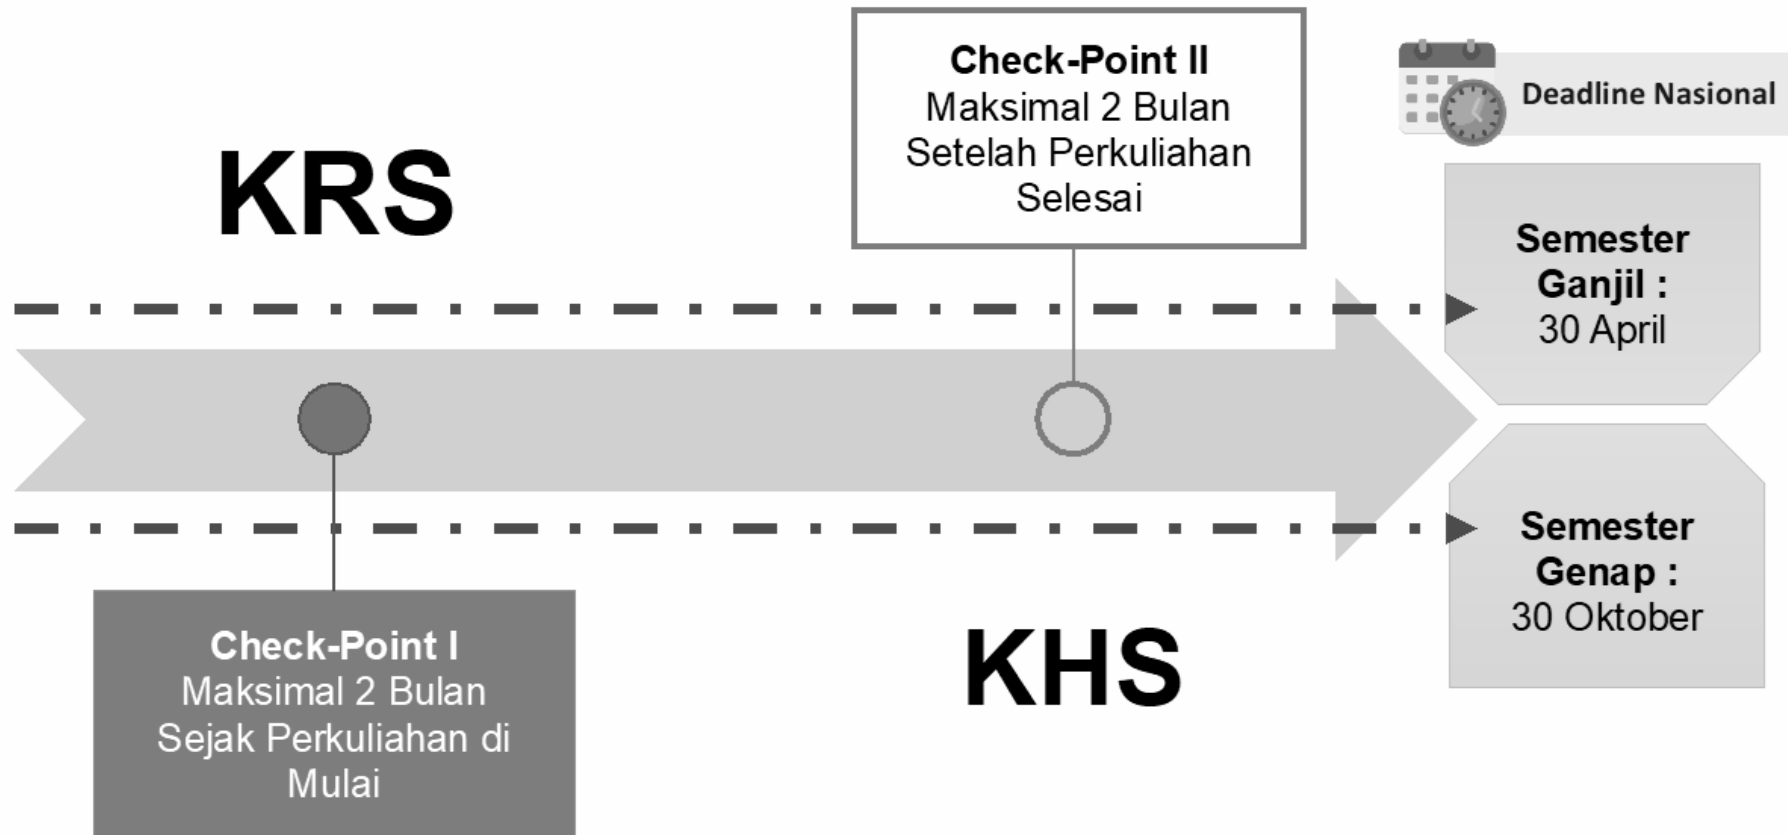 KRS
Check-Point II
Maksimal 2 Bulan
Setelah Perkuliahan
Selesai
Deadline Nasional
Semester
Ganjil :
30 April
Check-Point I
Maksimal 2 Bulan
Sejak Perkuliahan di
Mulai
KHS
Semester
Genap :
30 Oktober